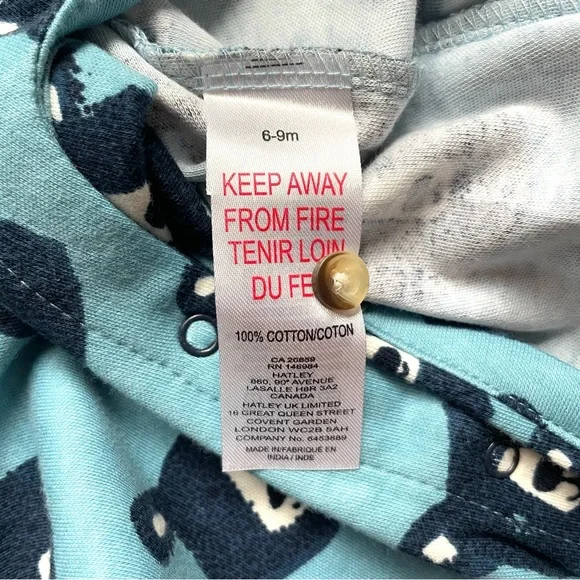 6-9m
KEEP AWAY
FROM FIRE
TENIR LOIN
DU FE
100% COTTON/COTON
CA 20859
RN 146984
HATLEY
860, 90e AVENUE
LASALLE H8R 3A2
CANADA
HATLEY UK LIMITED
16 GREAT QUEEN STREET
COVENT GARDEN
LONDON WC2B 5AH
COMPANY No. 6453689
MADE IN/FABRIQUÉ EN
INDIA / INDE